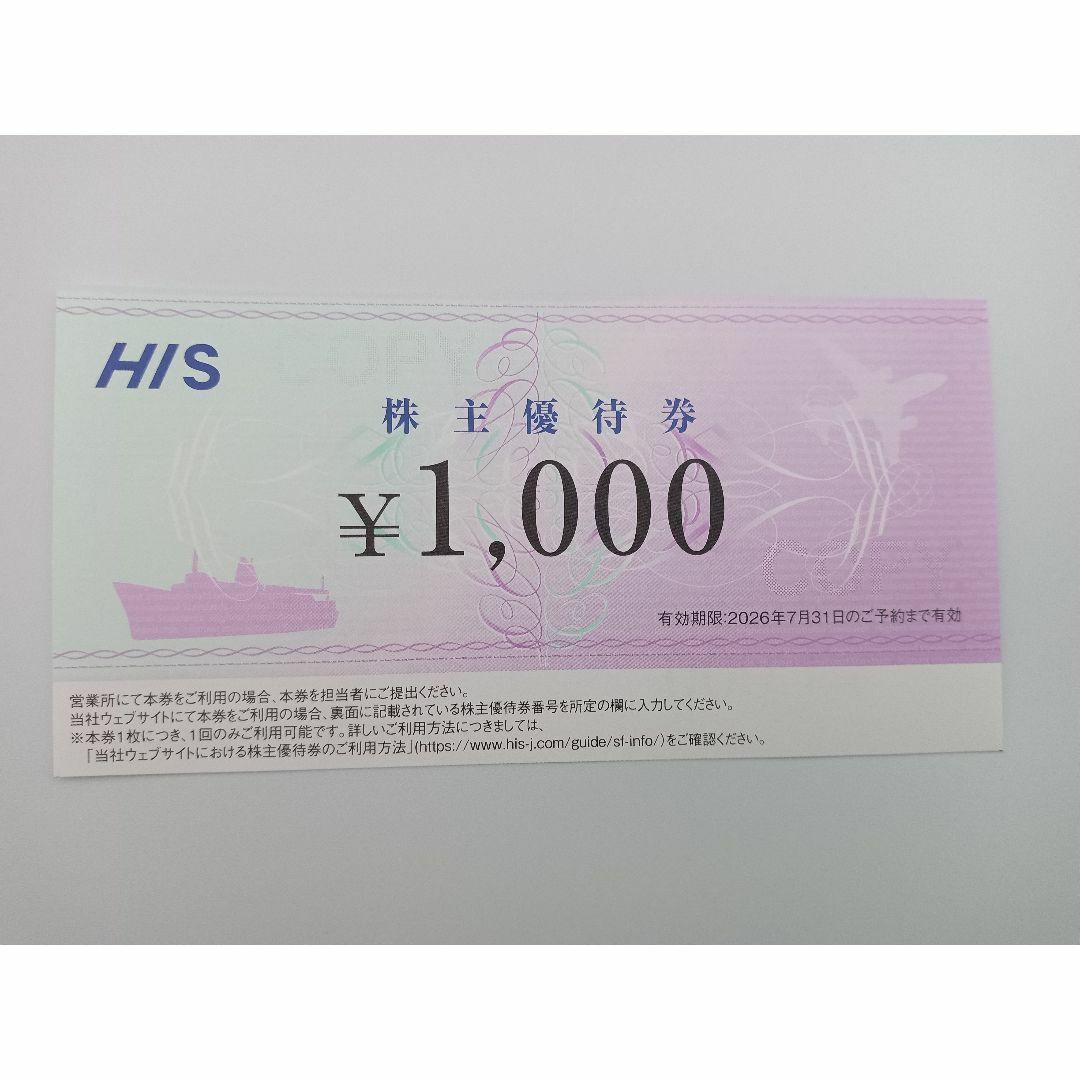 HIS
COPY
株主優待券
¥1,000
COPY
有効期限:2026年7月31日のご予約まで有効
営業所にて本券をご利用の場合、本券を担当者にご提出ください。
当社ウェブサイトにて本券をご利用の場合、裏面に記載されている株主優待券番号を所定の欄に入力してください。
※本券1枚につき、1回のみご利用可能です。詳しいご利用方法につきましては、
「当社ウェブサイトにおける株主優待券のご利用方法」(https://www.his-j.com/guide/sf-info/)をご確認ください。